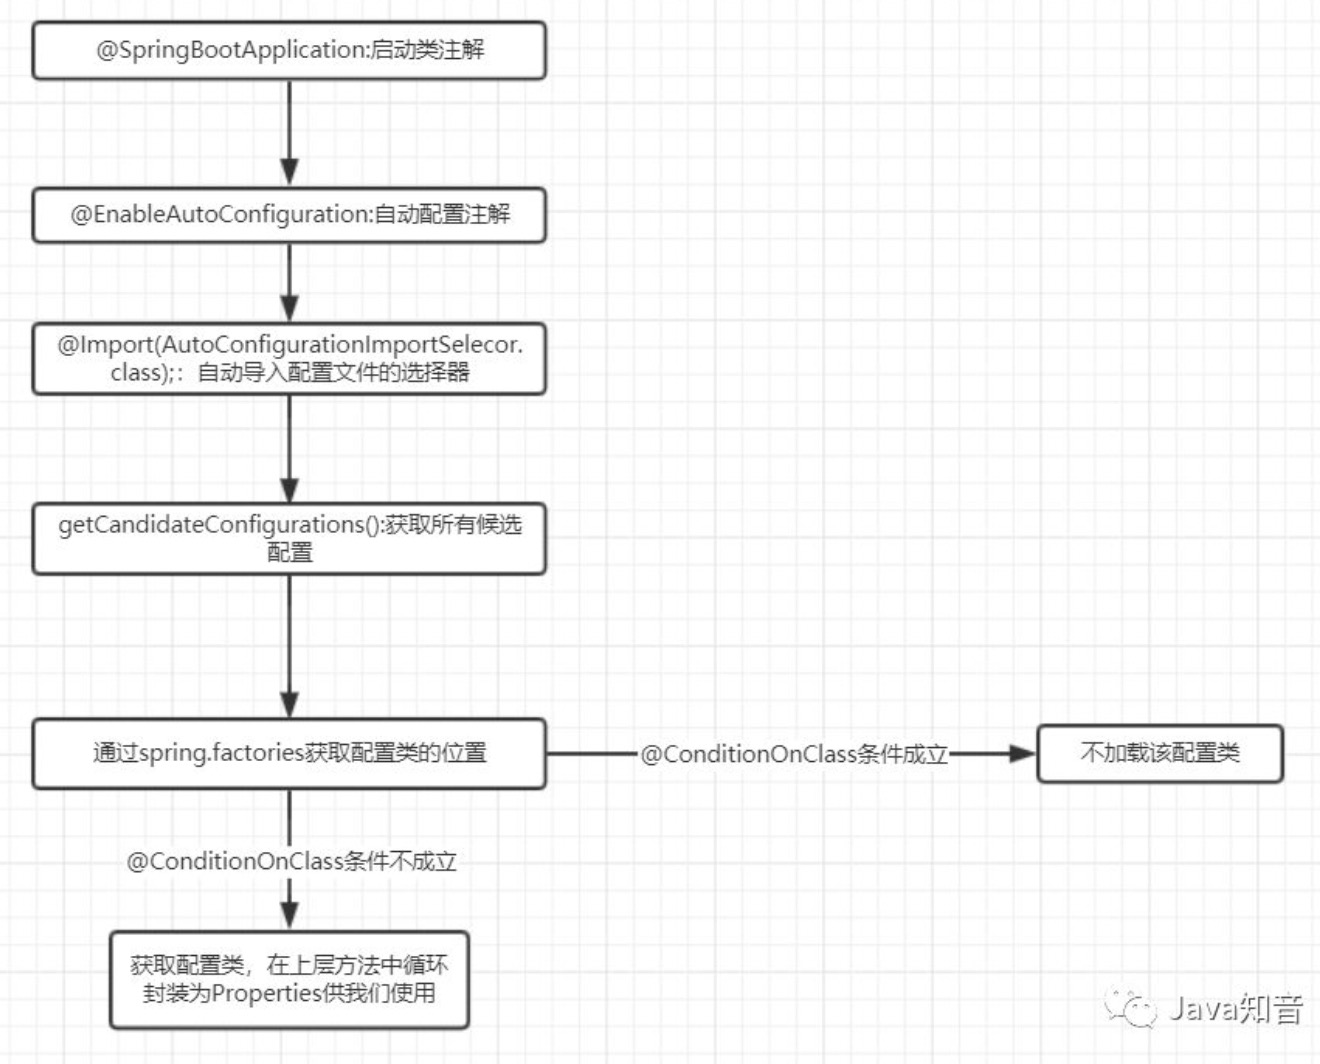 @SpringBootApplication:启动类注解
@EnableAutoConfiguration:自动配置注解
@Import(AutoConfigurationImportSelecor.
class);：自动导入配置文件的选择器
getCandidateConfigurations():获取所有候选
配置
通过spring.factories获取配置类的位置
@ConditionOnClass条件成立
不加载该配置类
@ConditionOnClass条件不成立
获取配置类，在上层方法中循环
封装为Properties供我们使用
Java知音